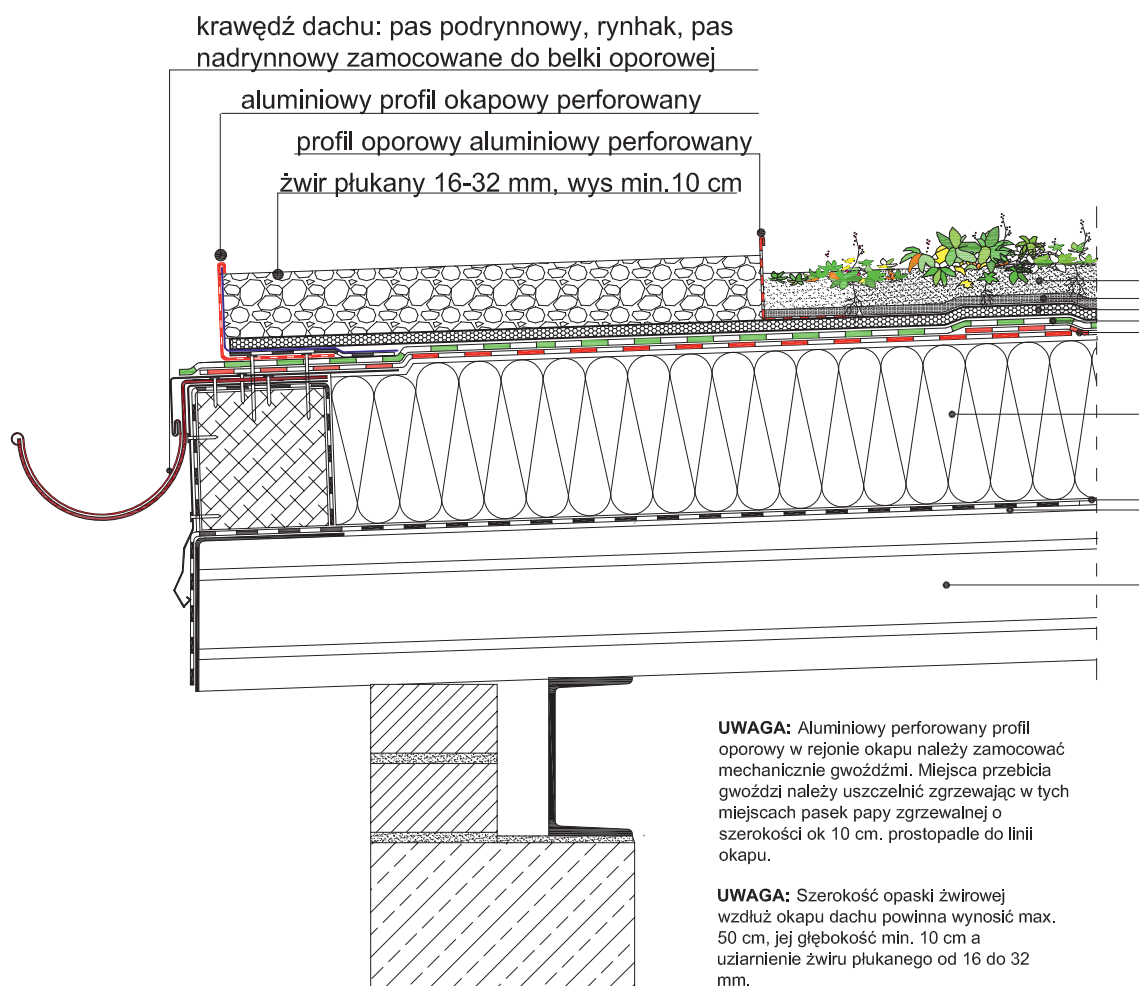 krawędź dachu: pas podrynnowy, rynhak, pas
nadrynnowy zamocowane do belki oporowej
aluminiowy profil okapowy perforowany
profil oporowy aluminiowy perforowany
żwir płukany 16-32 mm, wys min.10 cm
UWAGA: Aluminiowy perforowany profil
oporowy w rejonie okapu należy zamocować
mechanicznie gwoźdźmi. Miejsca przebicia
gwoździ należy uszczelnić zgrzewając w tych
miejscach pasek papy zgrzewalnej o
szerokości ok 10 cm. prostopadle do linii
okapu.
UWAGA: Szerokość opaski żwirowej
wzdłuż okapu dachu powinna wynosić max.
50 cm, jej głębokość min. 10 cm a
uziarnienie żwiru płukanego od 16 do 32
mm.